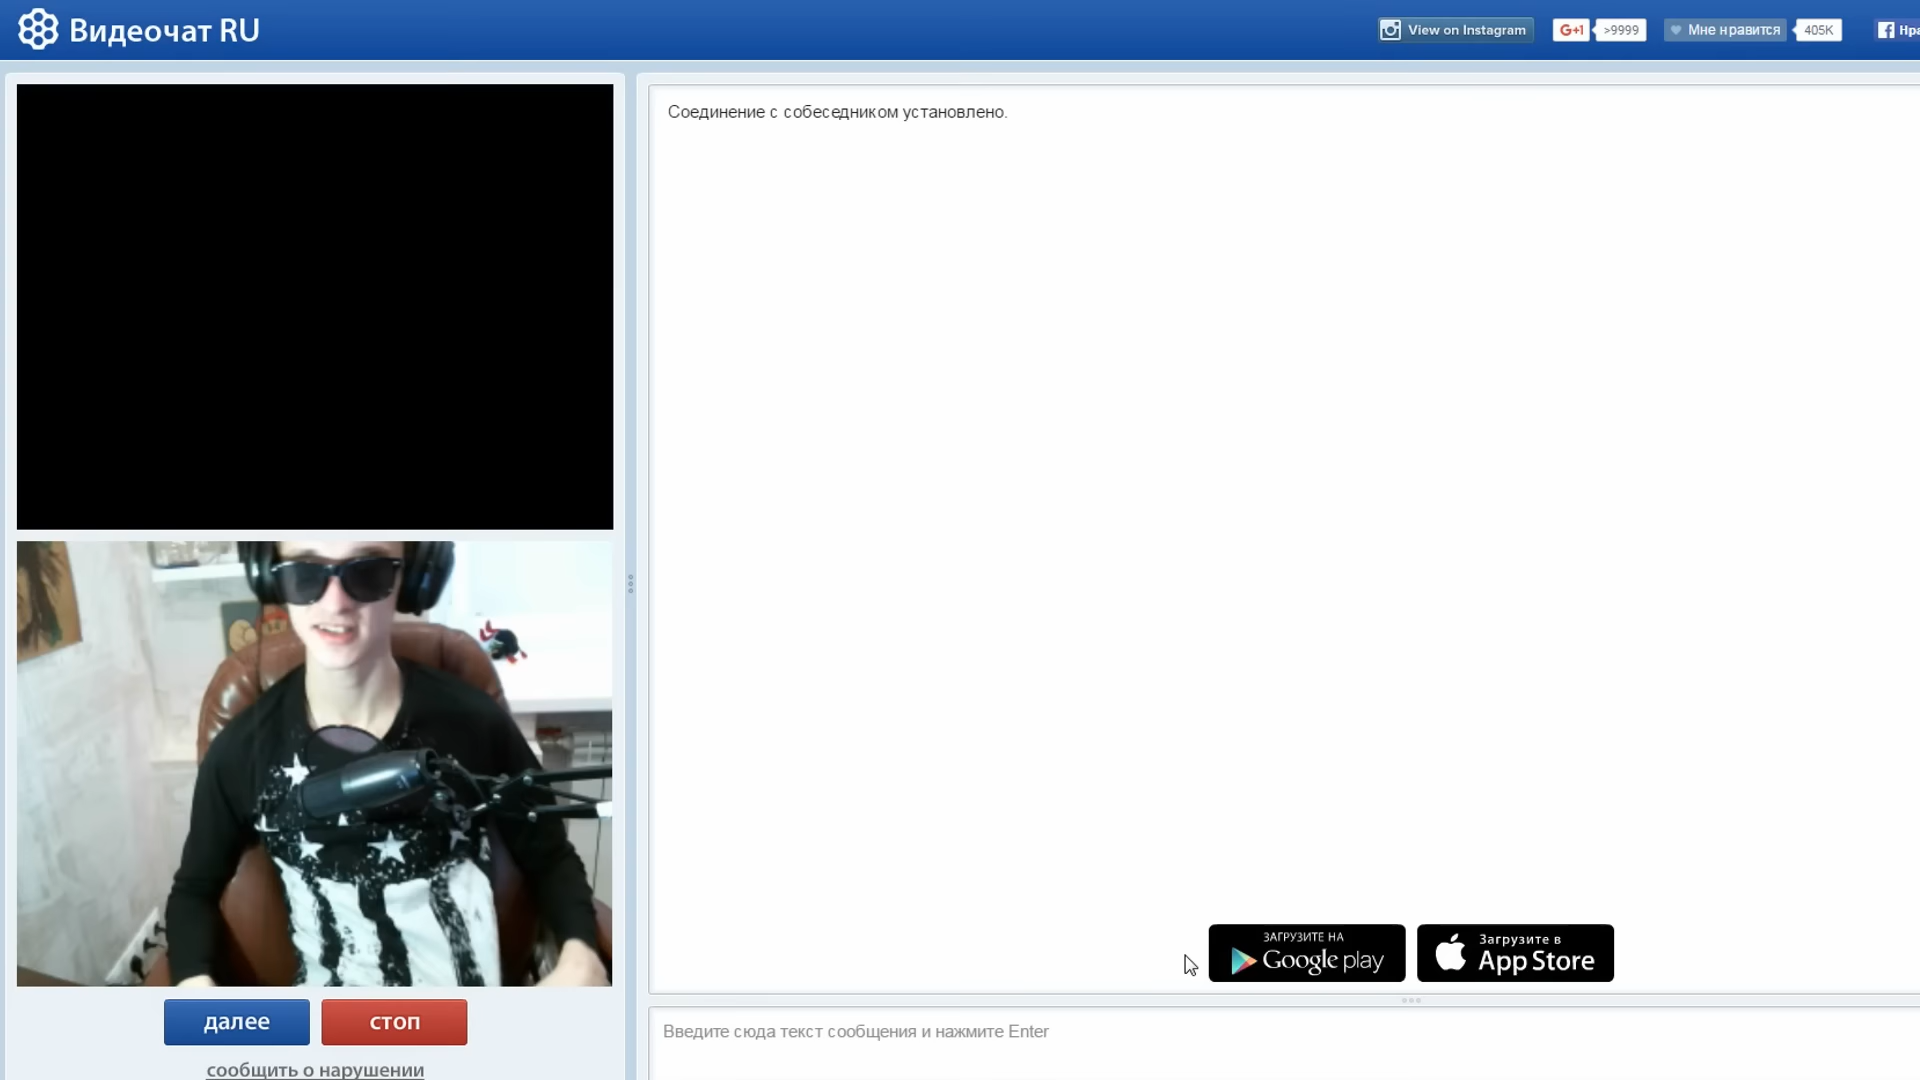 Видеочат RU
View on Instagram
G+1 >9999
Мне нравится 405K
Соединение с собеседником установлено.
ЗАГРУЗИТЕ НА
Google play
Загрузите в
App Store
далее
стоп
Введите сюда текст сообщения и нажмите Enter
сообщить о нарушении